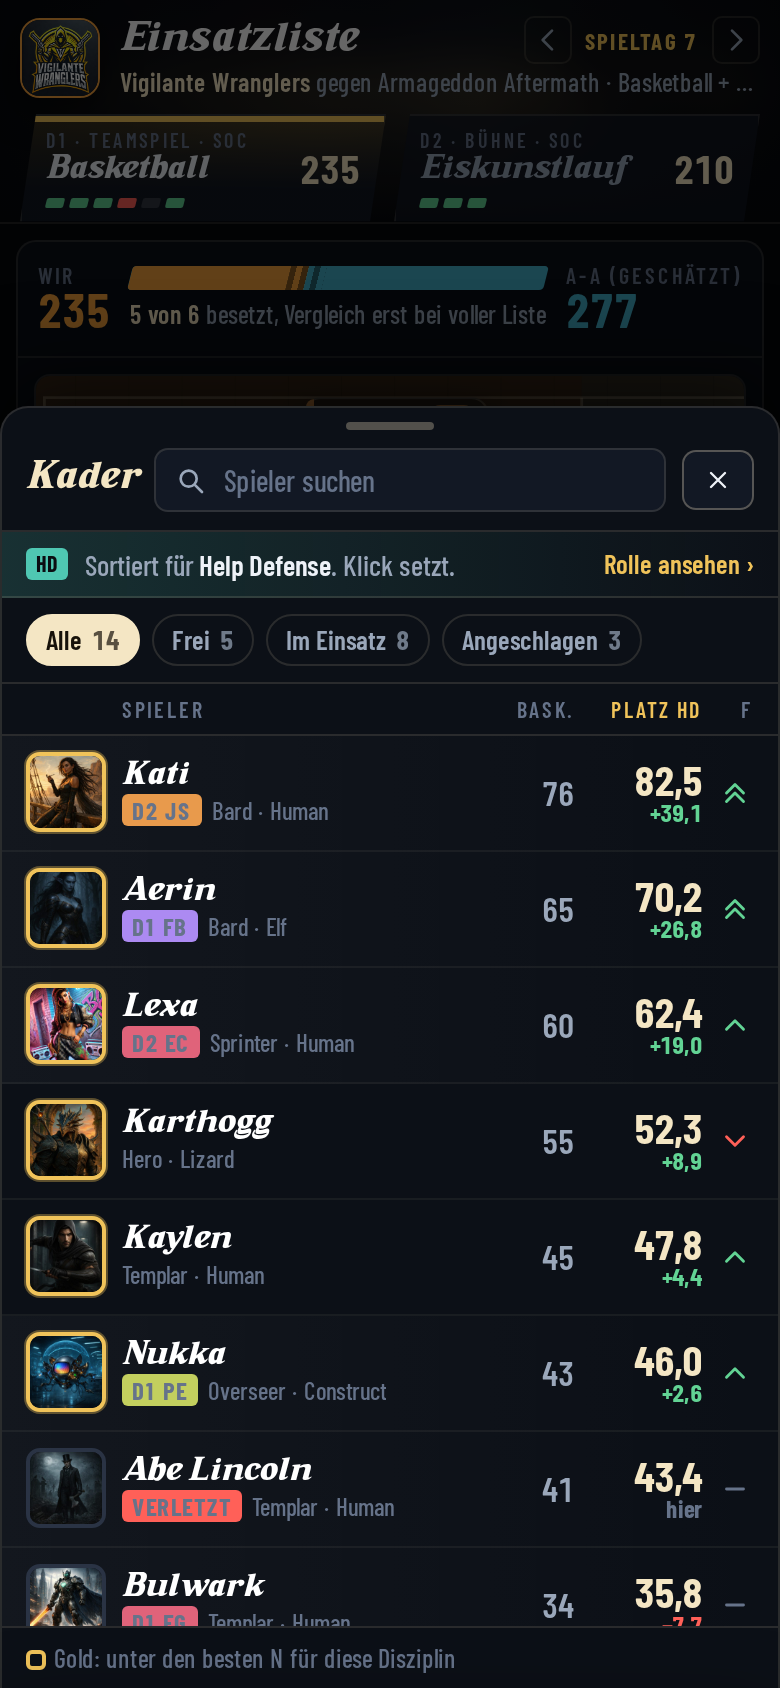 VIGILANTE
WRANGLERS
Einsatzliste
SPIELTAG 7
Vigilante Wranglers gegen Armageddon Aftermath · Basketball + ...
D1 · TEAMSPIEL · SOC
Basketball 235
D2 · BÜHNE · SOC
Eiskunstlauf 210
WIR
235
5 von 6 besetzt, Vergleich erst bei voller Liste
A-A (GESCHÄTZT)
277
Kader
Spieler suchen
HD Sortiert für Help Defense. Klick setzt. Rolle ansehen ›
Alle 14 Frei 5 Im Einsatz 8 Angeschlagen 3
SPIELER BASK. PLATZ HD F
Kati
D2 JS Bard · Human
76
82,5
+39,1
Aerin
D1 FB Bard · Elf
65
70,2
+26,8
Lexa
D2 EC Sprinter · Human
60
62,4
+19,0
Karthogg
Hero · Lizard
55
52,3
+8,9
Kaylen
Templar · Human
45
47,8
+4,4
Nukka
D1 PE Overseer · Construct
43
46,0
+2,6
Abe Lincoln
VERLETZT Templar · Human
41
43,4
hier
Bulwark
D1 FG Templar · Human
34
35,8
-7,7
Gold: unter den besten N für diese Disziplin